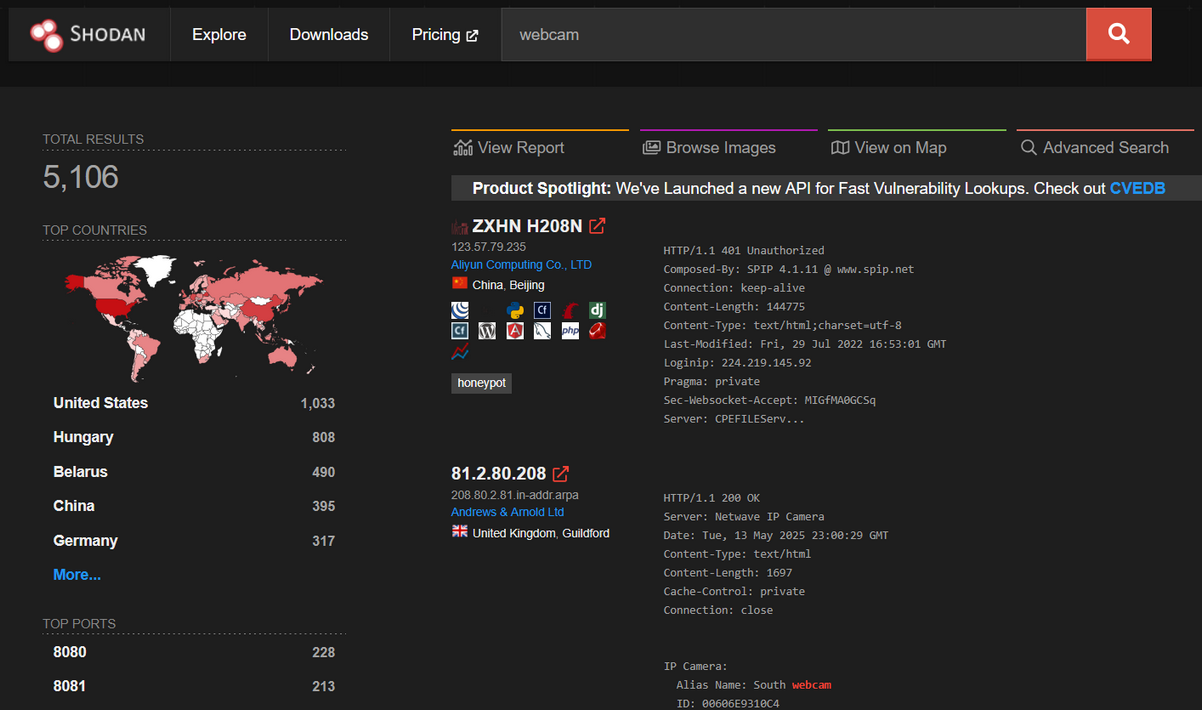 SHODAN Explore Downloads Pricing webcam
TOTAL RESULTS
5,106
TOP COUNTRIES
United States 1,033
Hungary 808
Belarus 490
China 395
Germany 317
More...
TOP PORTS
8080 228
8081 213
View Report Browse Images View on Map Advanced Search
Product Spotlight: We've Launched a new API for Fast Vulnerability Lookups. Check out CVEDB
ZXHN H208N
123.57.79.235
Aliyun Computing Co., LTD
China, Beijing
Cf dj
Cf php
honeypot
HTTP/1.1 401 Unauthorized
Composed-By: SPIP 4.1.11 @ www.spip.net
Connection: keep-alive
Content-Length: 144775
Content-Type: text/html;charset=utf-8
Last-Modified: Fri, 29 Jul 2022 16:53:01 GMT
Loginip: 224.219.145.92
Pragma: private
Sec-Websocket-Accept: MIGfMA0GCSq
Server: CPEFILEServ...
81.2.80.208
208.80.2.81.in-addr.arpa
Andrews & Arnold Ltd
United Kingdom, Guildford
HTTP/1.1 200 OK
Server: Netwave IP Camera
Date: Tue, 13 May 2025 23:00:29 GMT
Content-Type: text/html
Content-Length: 1697
Cache-Control: private
Connection: close
IP Camera:
Alias Name: South webcam
ID: 00606E9310C4